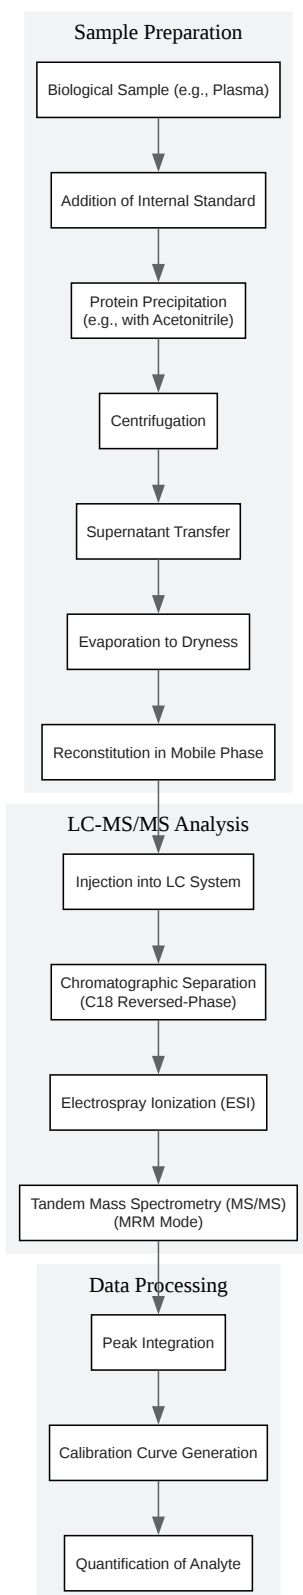 Sample Preparation
Biological Sample (e.g., Plasma)
Addition of Internal Standard
Protein Precipitation
(e.g., with Acetonitrile)
Centrifugation
Supernatant Transfer
Evaporation to Dryness
Reconstitution in Mobile Phase
LC-MS/MS Analysis
Injection into LC System
Chromatographic Separation
(C18 Reversed-Phase)
Electrospray Ionization (ESI)
Tandem Mass Spectrometry (MS/MS)
(MRM Mode)
Data Processing
Peak Integration
Calibration Curve Generation
Quantification of Analyte